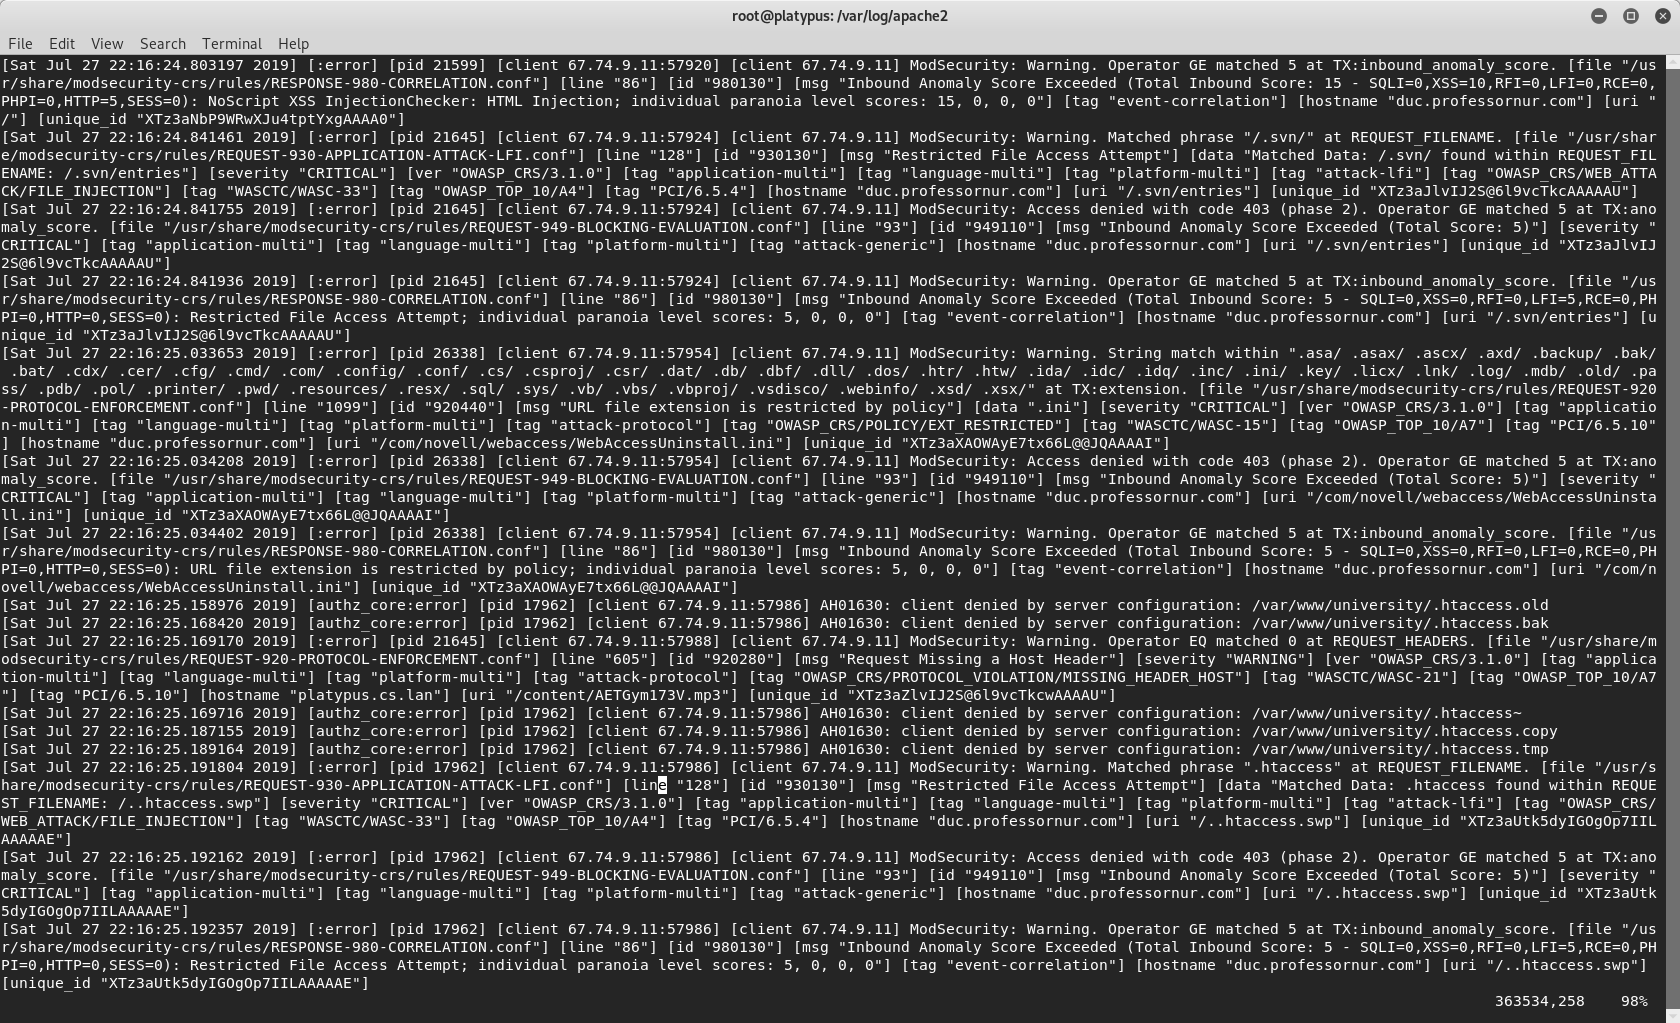 root@platypus: /var/log/apache2
File Edit View Search Terminal Help
[Sat Jul 27 22:16:24.803197 2019] [:error] [pid 21599] [client 67.74.9.11:57920] [client 67.74.9.11] ModSecurity: Warning. Operator GE matched 5 at TX:inbound_anomaly_score. [file "/us
r/share/modsecurity-crs/rules/RESPONSE-980-CORRELATION.conf"] [line "86"] [id "980130"] [msg "Inbound Anomaly Score Exceeded (Total Inbound Score: 15 - SQLI=0,XSS=10,RFI=0,LFI=0,RCE=0,
PHPI=0,HTTP=5,SESS=0): NoScript XSS InjectionChecker: HTML Injection; individual paranoia level scores: 15, 0, 0, 0"] [tag "event-correlation"] [hostname "duc.professornur.com"] [uri "
/"] [unique_id "XTz3aNbP9WRwXJu4tptYxgAAAA0"]
[Sat Jul 27 22:16:24.841461 2019] [:error] [pid 21645] [client 67.74.9.11:57924] [client 67.74.9.11] ModSecurity: Warning. Matched phrase "/.svn/" at REQUEST_FILENAME. [file "/usr/shar
e/modsecurity-crs/rules/REQUEST-930-APPLICATION-ATTACK-LFI.conf"] [line "128"] [id "930130"] [msg "Restricted File Access Attempt"] [data "Matched Data: /.svn/ found within REQUEST_FIL
ENAME: /.svn/entries"] [severity "CRITICAL"] [ver "OWASP_CRS/3.1.0"] [tag "application-multi"] [tag "language-multi"] [tag "platform-multi"] [tag "attack-lfi"] [tag "OWASP_CRS/WEB_ATTA
CK/FILE_INJECTION"] [tag "WASCTC/WASC-33"] [tag "OWASP_TOP_10/A4"] [tag "PCI/6.5.4"] [hostname "duc.professornur.com"] [uri "/.svn/entries"] [unique_id "XTz3aJlvIJ2S@6l9vcTkcAAAAAU"]
[Sat Jul 27 22:16:24.841755 2019] [:error] [pid 21645] [client 67.74.9.11:57924] [client 67.74.9.11] ModSecurity: Access denied with code 403 (phase 2). Operator GE matched 5 at TX:ano
maly_score. [file "/usr/share/modsecurity-crs/rules/REQUEST-949-BLOCKING-EVALUATION.conf"] [line "93"] [id "949110"] [msg "Inbound Anomaly Score Exceeded (Total Score: 5)"] [severity "
CRITICAL"] [tag "application-multi"] [tag "language-multi"] [tag "platform-multi"] [tag "attack-generic"] [hostname "duc.professornur.com"] [uri "/.svn/entries"] [unique_id "XTz3aJlvIJ
2S@6l9vcTkcAAAAAU"]
[Sat Jul 27 22:16:24.841936 2019] [:error] [pid 21645] [client 67.74.9.11:57924] [client 67.74.9.11] ModSecurity: Warning. Operator GE matched 5 at TX:inbound_anomaly_score. [file "/us
r/share/modsecurity-crs/rules/RESPONSE-980-CORRELATION.conf"] [line "86"] [id "980130"] [msg "Inbound Anomaly Score Exceeded (Total Inbound Score: 5 - SQLI=0,XSS=0,RFI=0,LFI=5,RCE=0,PH
PI=0,HTTP=0,SESS=0): Restricted File Access Attempt; individual paranoia level scores: 5, 0, 0, 0"] [tag "event-correlation"] [hostname "duc.professornur.com"] [uri "/.svn/entries"] [u
nique_id "XTz3aJlvIJ2S@6l9vcTkcAAAAAU"]
[Sat Jul 27 22:16:25.033653 2019] [:error] [pid 26338] [client 67.74.9.11:57954] [client 67.74.9.11] ModSecurity: Warning. String match within ".asa/ .asax/ .ascx/ .axd/ .backup/ .bak/
 .bat/ .cdx/ .cer/ .cfg/ .cmd/ .com/ .config/ .conf/ .cs/ .csproj/ .csr/ .dat/ .db/ .dbf/ .dll/ .dos/ .htr/ .htw/ .ida/ .idc/ .idq/ .inc/ .ini/ .key/ .licx/ .lnk/ .log/ .mdb/ .old/ .pa
ss/ .pdb/ .pol/ .printer/ .pwd/ .resources/ .resx/ .sql/ .sys/ .vb/ .vbs/ .vbproj/ .vsdisco/ .webinfo/ .xsd/ .xsx/" at TX:extension. [file "/usr/share/modsecurity-crs/rules/REQUEST-920
-PROTOCOL-ENFORCEMENT.conf"] [line "1099"] [id "920440"] [msg "URL file extension is restricted by policy"] [data ".ini"] [severity "CRITICAL"] [ver "OWASP_CRS/3.1.0"] [tag "applicatio
n-multi"] [tag "language-multi"] [tag "platform-multi"] [tag "attack-protocol"] [tag "OWASP_CRS/POLICY/EXT_RESTRICTED"] [tag "WASCTC/WASC-15"] [tag "OWASP_TOP_10/A7"] [tag "PCI/6.5.10"
] [hostname "duc.professornur.com"] [uri "/com/novell/webaccess/WebAccessUninstall.ini"] [unique_id "XTz3aXAOWAyE7tx66L@@JQAAAAI"]
[Sat Jul 27 22:16:25.034208 2019] [:error] [pid 26338] [client 67.74.9.11:57954] [client 67.74.9.11] ModSecurity: Access denied with code 403 (phase 2). Operator GE matched 5 at TX:ano
maly_score. [file "/usr/share/modsecurity-crs/rules/REQUEST-949-BLOCKING-EVALUATION.conf"] [line "93"] [id "949110"] [msg "Inbound Anomaly Score Exceeded (Total Score: 5)"] [severity "
CRITICAL"] [tag "application-multi"] [tag "language-multi"] [tag "platform-multi"] [tag "attack-generic"] [hostname "duc.professornur.com"] [uri "/com/novell/webaccess/WebAccessUninsta
ll.ini"] [unique_id "XTz3aXAOWAyE7tx66L@@JQAAAAI"]
[Sat Jul 27 22:16:25.034402 2019] [:error] [pid 26338] [client 67.74.9.11:57954] [client 67.74.9.11] ModSecurity: Warning. Operator GE matched 5 at TX:inbound_anomaly_score. [file "/us
r/share/modsecurity-crs/rules/RESPONSE-980-CORRELATION.conf"] [line "86"] [id "980130"] [msg "Inbound Anomaly Score Exceeded (Total Inbound Score: 5 - SQLI=0,XSS=0,RFI=0,LFI=0,RCE=0,PH
PI=0,HTTP=0,SESS=0): URL file extension is restricted by policy; individual paranoia level scores: 5, 0, 0, 0"] [tag "event-correlation"] [hostname "duc.professornur.com"] [uri "/com/n
ovell/webaccess/WebAccessUninstall.ini"] [unique_id "XTz3aXAOWAyE7tx66L@@JQAAAAI"]
[Sat Jul 27 22:16:25.158976 2019] [authz_core:error] [pid 17962] [client 67.74.9.11:57986] AH01630: client denied by server configuration: /var/www/university/.htaccess.old
[Sat Jul 27 22:16:25.168420 2019] [authz_core:error] [pid 17962] [client 67.74.9.11:57986] AH01630: client denied by server configuration: /var/www/university/.htaccess.bak
[Sat Jul 27 22:16:25.169170 2019] [:error] [pid 21645] [client 67.74.9.11:57988] [client 67.74.9.11] ModSecurity: Warning. Operator EQ matched 0 at REQUEST_HEADERS. [file "/usr/share/m
odsecurity-crs/rules/REQUEST-920-PROTOCOL-ENFORCEMENT.conf"] [line "605"] [id "920280"] [msg "Request Missing a Host Header"] [severity "WARNING"] [ver "OWASP_CRS/3.1.0"] [tag "applica
tion-multi"] [tag "language-multi"] [tag "platform-multi"] [tag "attack-protocol"] [tag "OWASP_CRS/PROTOCOL_VIOLATION/MISSING_HEADER_HOST"] [tag "WASCTC/WASC-21"] [tag "OWASP_TOP_10/A7
"] [tag "PCI/6.5.10"] [hostname "platypus.cs.lan"] [uri "/content/AETGym173V.mp3"] [unique_id "XTz3aZlvIJ2S@6l9vcTkcwAAAAU"]
[Sat Jul 27 22:16:25.169716 2019] [authz_core:error] [pid 17962] [client 67.74.9.11:57986] AH01630: client denied by server configuration: /var/www/university/.htaccess~
[Sat Jul 27 22:16:25.187155 2019] [authz_core:error] [pid 17962] [client 67.74.9.11:57986] AH01630: client denied by server configuration: /var/www/university/.htaccess.copy
[Sat Jul 27 22:16:25.189164 2019] [authz_core:error] [pid 17962] [client 67.74.9.11:57986] AH01630: client denied by server configuration: /var/www/university/.htaccess.tmp
[Sat Jul 27 22:16:25.191804 2019] [:error] [pid 17962] [client 67.74.9.11:57986] [client 67.74.9.11] ModSecurity: Warning. Matched phrase ".htaccess" at REQUEST_FILENAME. [file "/usr/s
hare/modsecurity-crs/rules/REQUEST-930-APPLICATION-ATTACK-LFI.conf"] [line "128"] [id "930130"] [msg "Restricted File Access Attempt"] [data "Matched Data: .htaccess found within REQUE
ST_FILENAME: /..htaccess.swp"] [severity "CRITICAL"] [ver "OWASP_CRS/3.1.0"] [tag "application-multi"] [tag "language-multi"] [tag "platform-multi"] [tag "attack-lfi"] [tag "OWASP_CRS/
WEB_ATTACK/FILE_INJECTION"] [tag "WASCTC/WASC-33"] [tag "OWASP_TOP_10/A4"] [tag "PCI/6.5.4"] [hostname "duc.professornur.com"] [uri "/..htaccess.swp"] [unique_id "XTz3aUtk5dyIGOgOp7IIL
AAAAAE"]
[Sat Jul 27 22:16:25.192162 2019] [:error] [pid 17962] [client 67.74.9.11:57986] [client 67.74.9.11] ModSecurity: Access denied with code 403 (phase 2). Operator GE matched 5 at TX:ano
maly_score. [file "/usr/share/modsecurity-crs/rules/REQUEST-949-BLOCKING-EVALUATION.conf"] [line "93"] [id "949110"] [msg "Inbound Anomaly Score Exceeded (Total Score: 5)"] [severity "
CRITICAL"] [tag "application-multi"] [tag "language-multi"] [tag "platform-multi"] [tag "attack-generic"] [hostname "duc.professornur.com"] [uri "/..htaccess.swp"] [unique_id "XTz3aUtk
5dyIGOgOp7IILAAAAAE"]
[Sat Jul 27 22:16:25.192357 2019] [:error] [pid 17962] [client 67.74.9.11:57986] [client 67.74.9.11] ModSecurity: Warning. Operator GE matched 5 at TX:inbound_anomaly_score. [file "/us
r/share/modsecurity-crs/rules/RESPONSE-980-CORRELATION.conf"] [line "86"] [id "980130"] [msg "Inbound Anomaly Score Exceeded (Total Inbound Score: 5 - SQLI=0,XSS=0,RFI=0,LFI=5,RCE=0,PH
PI=0,HTTP=0,SESS=0): Restricted File Access Attempt; individual paranoia level scores: 5, 0, 0, 0"] [tag "event-correlation"] [hostname "duc.professornur.com"] [uri "/..htaccess.swp"]
[unique_id "XTz3aUtk5dyIGOgOp7IILAAAAAE"]
363534,258 98%